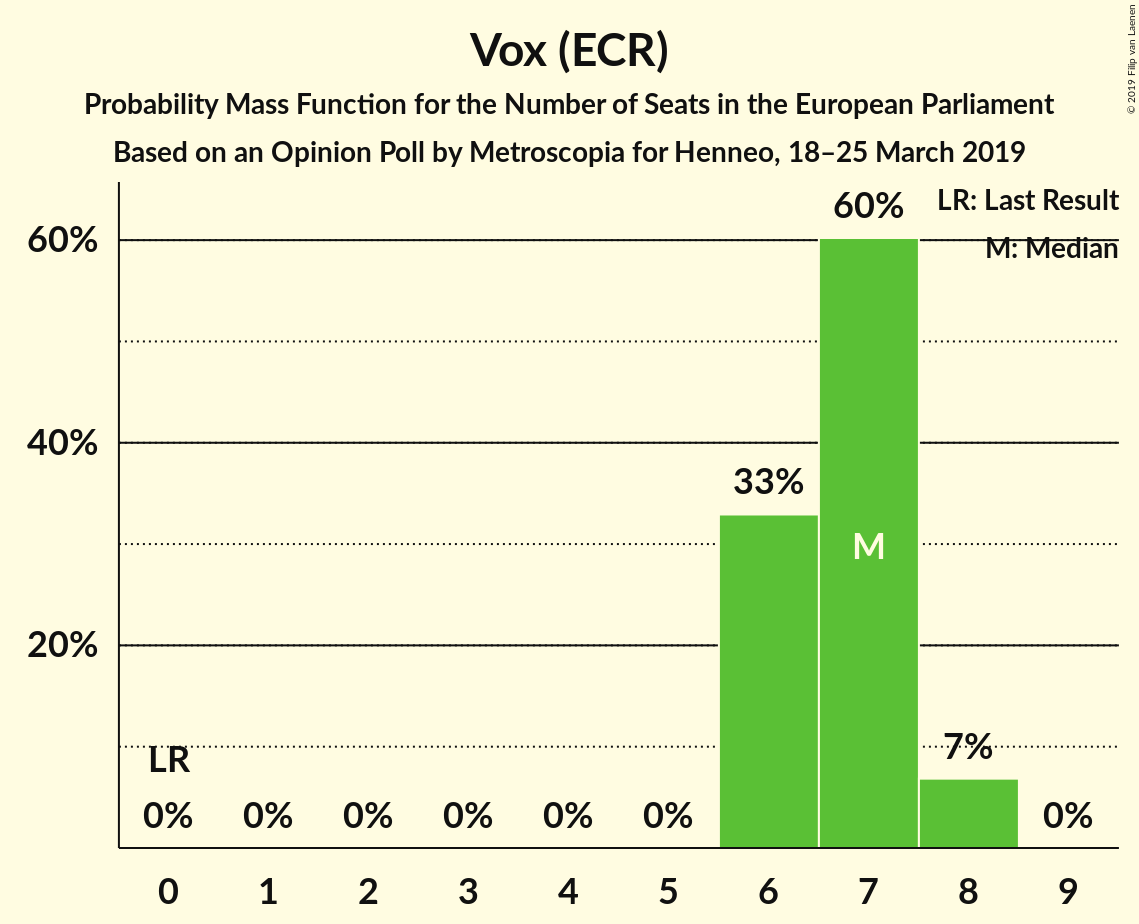 Vox (ECR)
Probability Mass Function for the Number of Seats in the European Parliament
Based on an Opinion Poll by Metroscopia for Henneo, 18–25 March 2019
© 2019 Filip van Laenen
LR: Last Result
M: Median
60%
40%
20%
LR
0%
0%
0%
0%
0%
0%
33%
60%
M
7%
0%
0
1
2
3
4
5
6
7
8
9